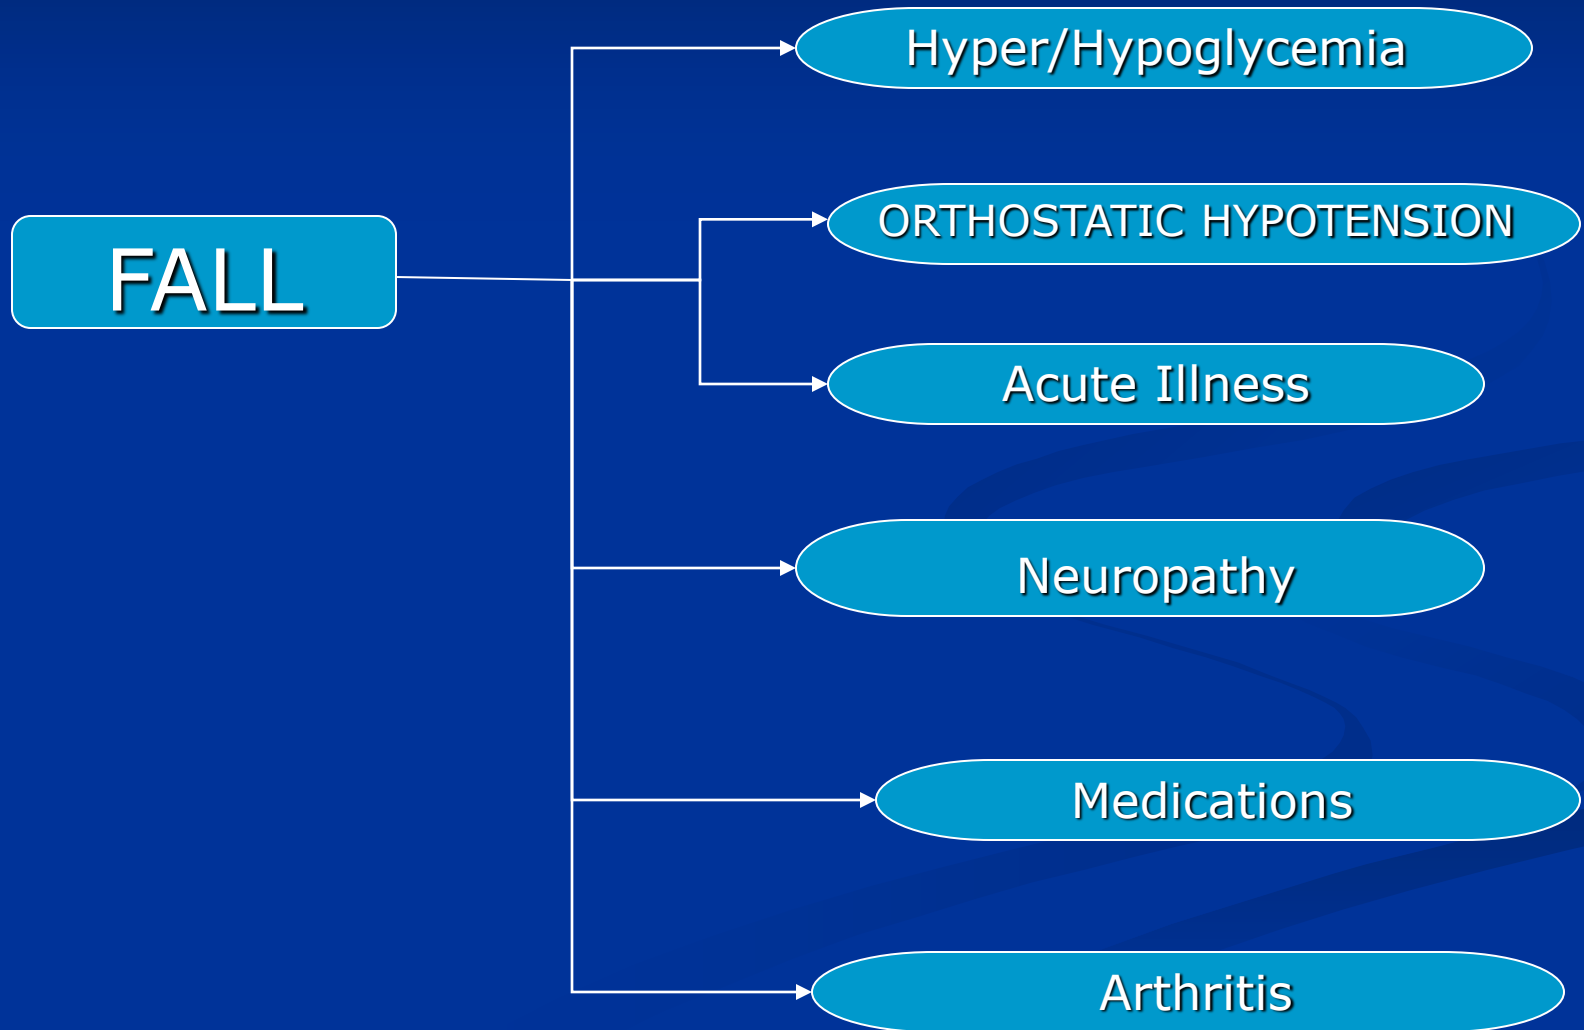 Hyper/Hypoglycemia
ORTHOSTATIC HYPOTENSION
FALL
Acute Illness
Neuropathy
Medications
Arthritis